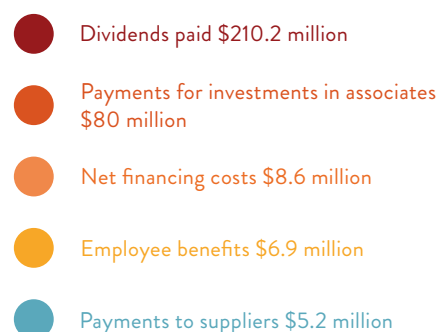 Dividends paid $210.2 million
Payments for investments in associates
$80 million
Net financing costs $8.6 million
Employee benefits $6.9 million
Payments to suppliers $5.2 million